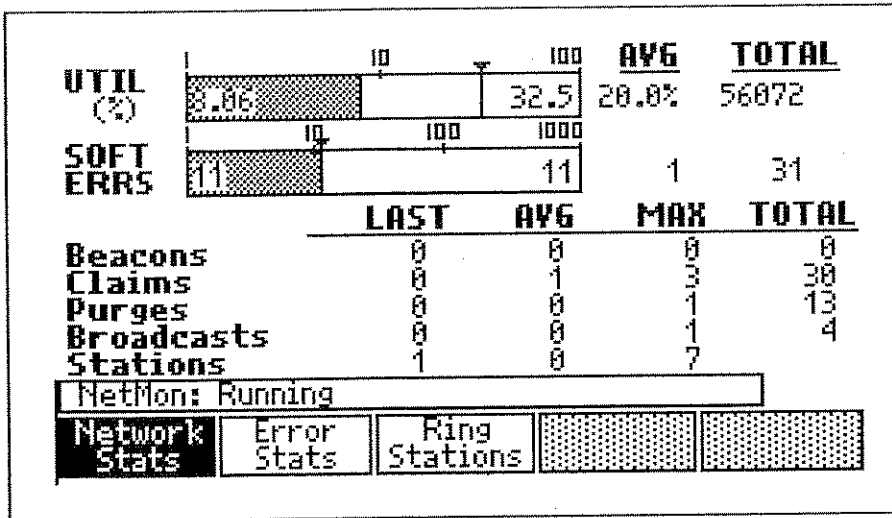 1 10 100 AVG TOTAL
UTIL (%) 8.06 32.5 20.0% 56072
1 10 100 1000
SOFT ERRS 11 11 1 31
LAST AVG MAX TOTAL
Beacons 0 0 0 0
Claims 0 1 3 30
Purges 0 0 1 13
Broadcasts 0 0 1 4
Stations 1 0 7
NetMon: Running
Network Stats
Error Stats
Ring Stations